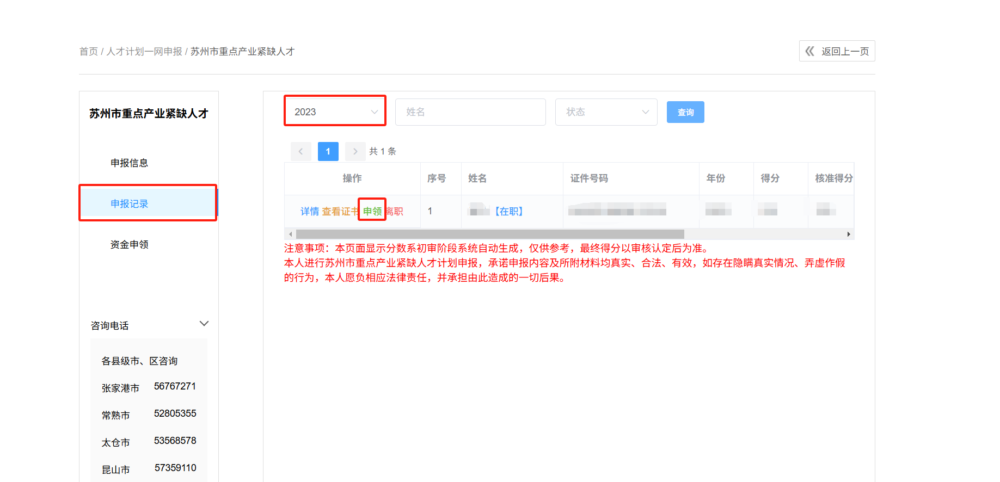 首页 / 人才计划一网申报 / 苏州市重点产业紧缺人才
返回上一页
苏州市重点产业紧缺人才
申报信息
申报记录
资金申领
咨询电话
各县级市、区咨询
张家港市 56767271
常熟市 52805355
太仓市 53568578
昆山市 57359110
2023 姓名 状态 查询
1 共 1 条
操作 序号 姓名 证件号码 年份 得分 核准得分
详情 查看证书 申领 离职 1 【在职】
注意事项：本页面显示分数系初审阶段系统自动生成，仅供参考，最终得分以审核认定后为准。
本人进行苏州市重点产业紧缺人才计划申报，承诺申报内容及所附材料均真实、合法、有效，如存在隐瞒真实情况、弄虚作假
的行为，本人愿负相应法律责任，并承担由此造成的一切后果。